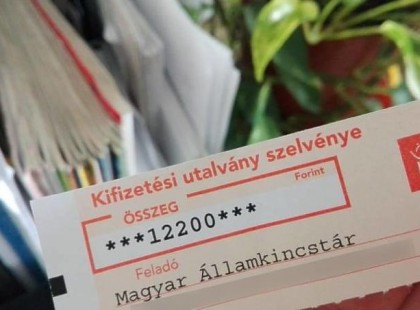 Kifizetési utalvány szelvénye
ÖSSZEG
Forint
***12200***
Feladó
Magyar Államkincstár